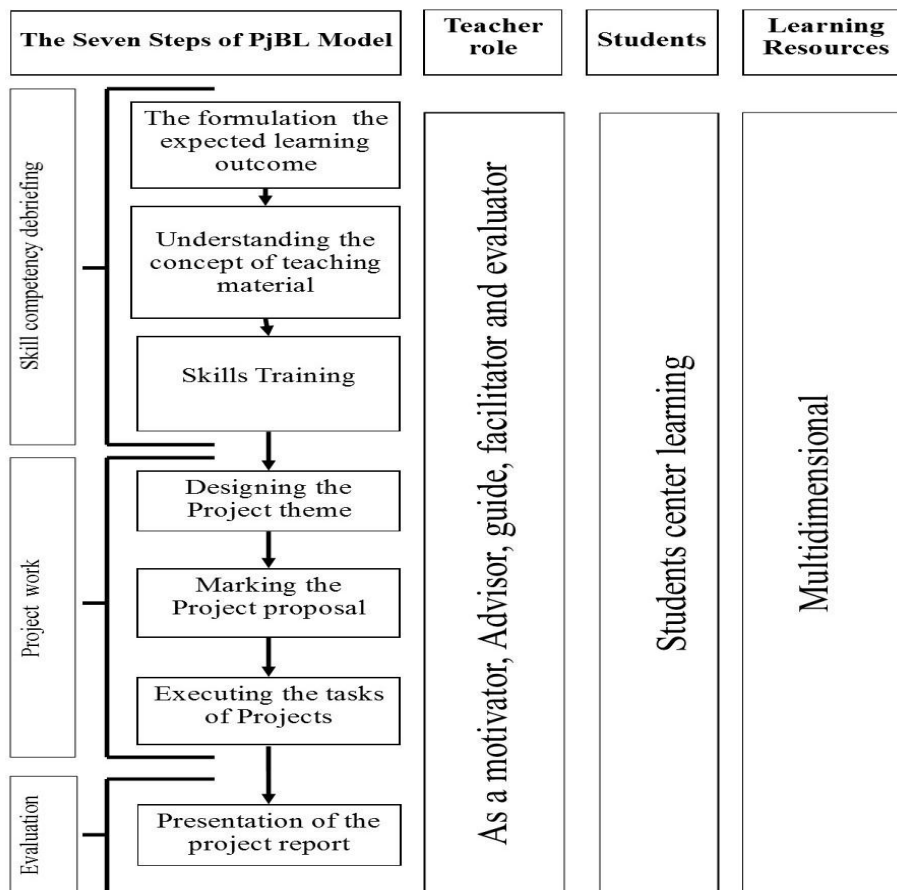 The Seven Steps of PjBL Model
Teacher
role
Students
Learning
Resources
Skill competency debriefing
The formulation the
expected learning
outcome
Understanding the
concept of teaching
material
Skills Training
Project work
Designing the
Project theme
Marking the
Project proposal
Executing the tasks
of Projects
Evaluation
Presentation of the
project report
As a motivator, Advisor, guide, facilitator and evaluator
Students center learning
Multidimensional